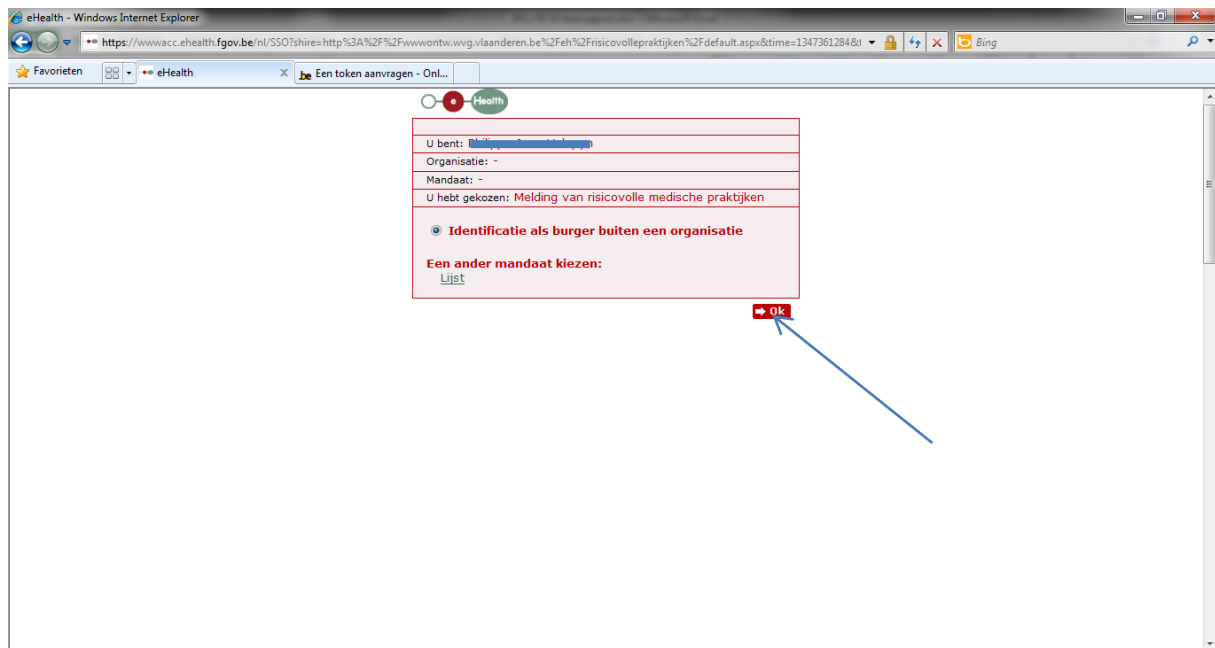 eHealth - Windows Internet Explorer
https://wwwacc.ehealth.fgov.be/nl/SSO?shire=http%3A%2F%2Fwwwontw.wvg.vlaanderen.be%2Feh%2Frisicovollepraktijken%2Fdefault.aspx&time=1347361284&t
Bing
Favorieten
eHealth
X
.be Een token aanvragen - Onl...
e Health
U bent:
Organisatie: -
Mandaat: -
U hebt gekozen: Melding van risicovolle medische praktijken
Identificatie als burger buiten een organisatie
Een ander mandaat kiezen:
Lijst
Ok